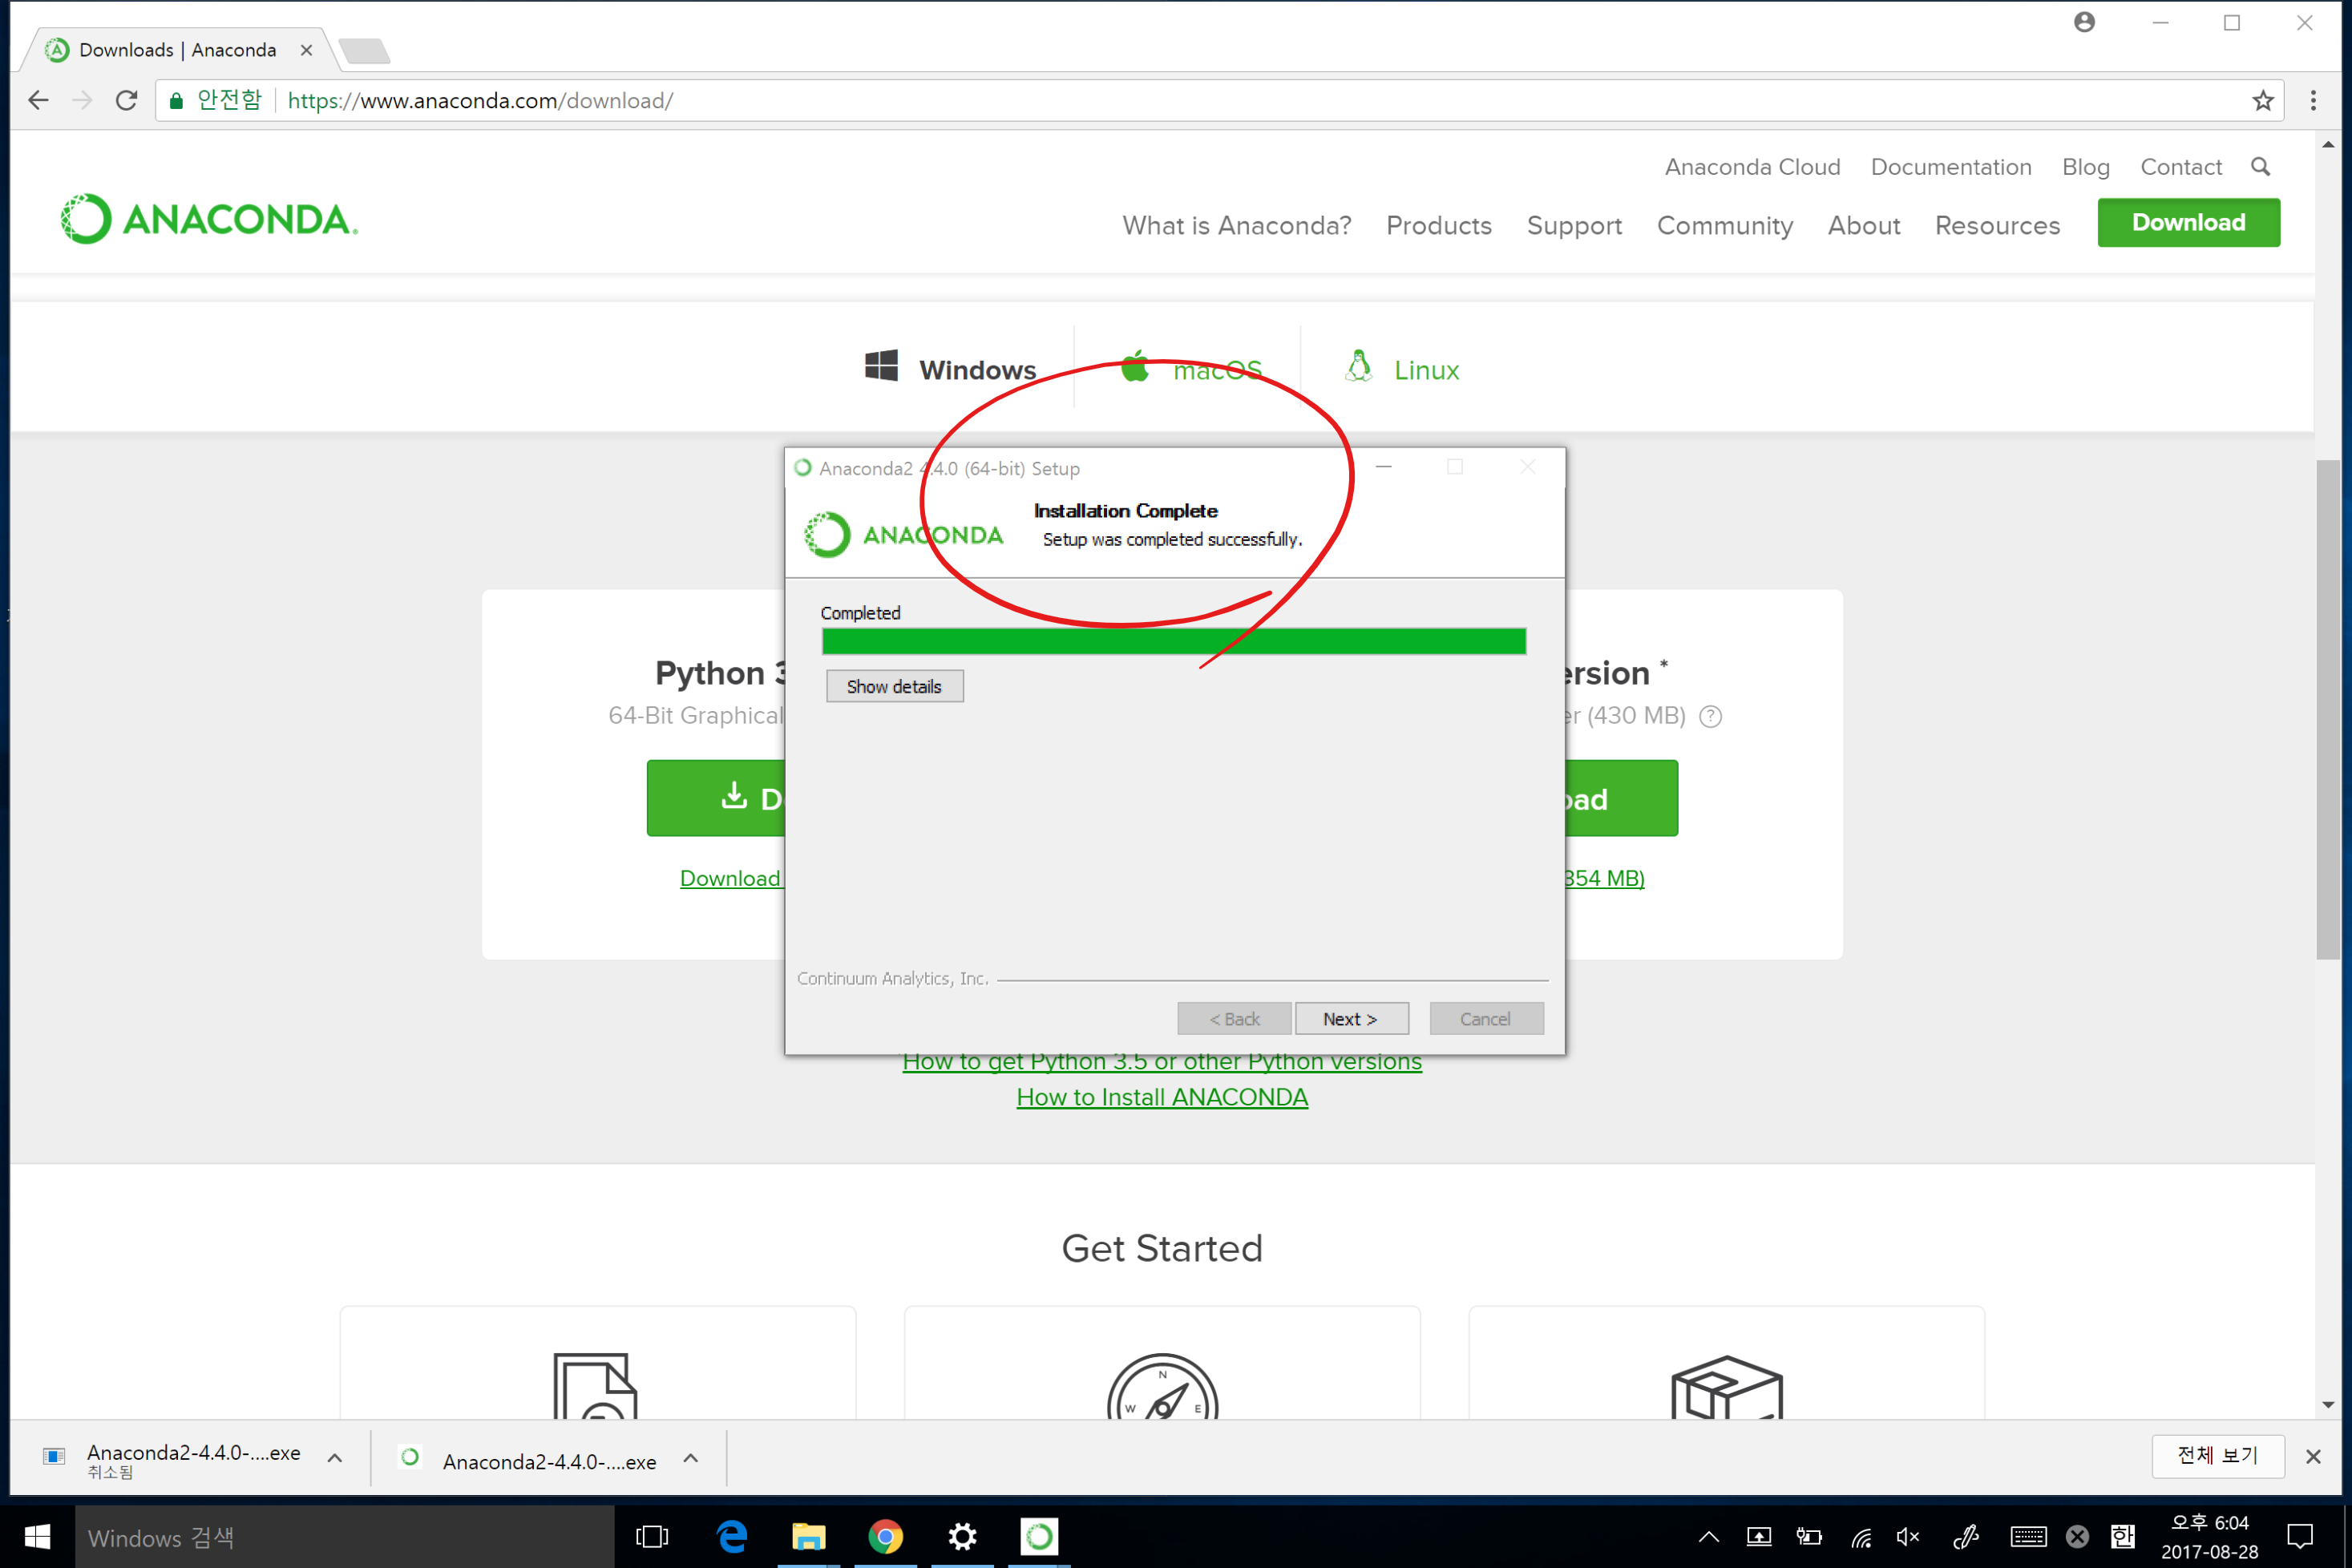 Downloads | Anaconda
안전함
https://www.anaconda.com/download/
Anaconda Cloud Documentation Blog Contact
ANACONDA.
What is Anaconda? Products Support Community About Resources Download
Windows macOS Linux
Anaconda2 4.4.0 (64-bit) Setup
Installation Complete
Setup was completed successfully.
ANACONDA
Completed
Show details
Python
64-Bit Graphical
(430 MB)
Download
354 MB)
Continuum Analytics, Inc.
< Back Next > Cancel
How to get Python 3.5 or other Python versions
How to Install ANACONDA
Get Started
N
W E
Anaconda2-4.4.0-....exe
취소됨
Anaconda2-4.4.0-....exe
전체 보기
Windows 검색
한
오후 6:04
2017-08-28